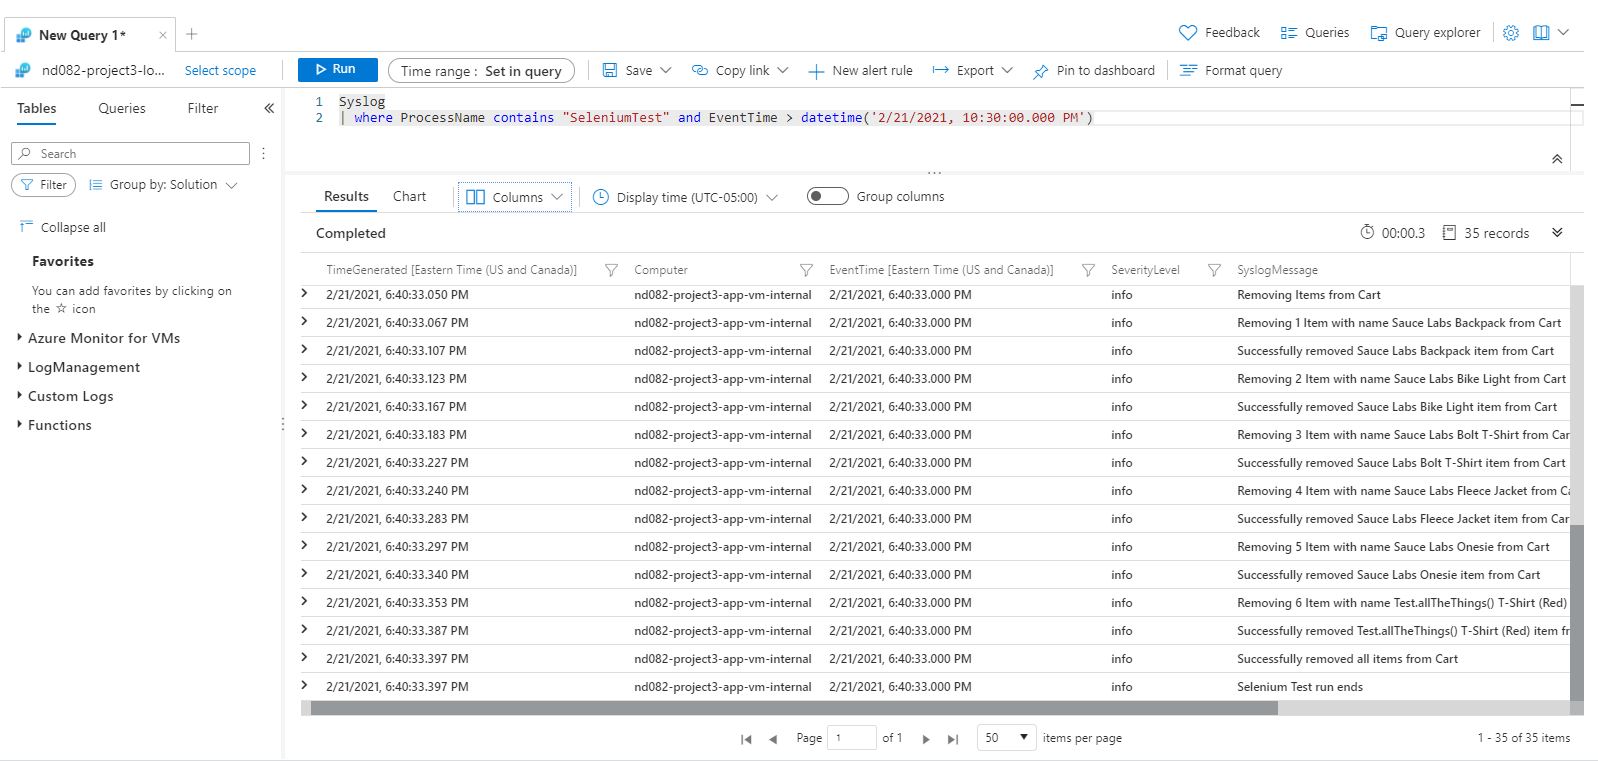 New Query 1*
Feedback Queries Query explorer
nd082-project3-lo... Select scope Run Time range : Set in query Save Copy link New alert rule Export Pin to dashboard Format query
Tables Queries Filter
1 Syslog
2 | where ProcessName contains "SeleniumTest" and EventTime > datetime('2/21/2021, 10:30:00.000 PM')
Search
Filter Group by: Solution
Collapse all
Favorites
You can add favorites by clicking on
the ☆ icon
Azure Monitor for VMs
LogManagement
Custom Logs
Functions
Results Chart Columns Display time (UTC-05:00) Group columns
Completed 00:00.3 35 records
TimeGenerated [Eastern Time (US and Canada)] Computer EventTime [Eastern Time (US and Canada)] SeverityLevel SyslogMessage
2/21/2021, 6:40:33.050 PM nd082-project3-app-vm-internal 2/21/2021, 6:40:33.000 PM info Removing Items from Cart
2/21/2021, 6:40:33.067 PM nd082-project3-app-vm-internal 2/21/2021, 6:40:33.000 PM info Removing 1 Item with name Sauce Labs Backpack from Cart
2/21/2021, 6:40:33.107 PM nd082-project3-app-vm-internal 2/21/2021, 6:40:33.000 PM info Successfully removed Sauce Labs Backpack item from Cart
2/21/2021, 6:40:33.123 PM nd082-project3-app-vm-internal 2/21/2021, 6:40:33.000 PM info Removing 2 Item with name Sauce Labs Bike Light from Cart
2/21/2021, 6:40:33.167 PM nd082-project3-app-vm-internal 2/21/2021, 6:40:33.000 PM info Successfully removed Sauce Labs Bike Light item from Cart
2/21/2021, 6:40:33.183 PM nd082-project3-app-vm-internal 2/21/2021, 6:40:33.000 PM info Removing 3 Item with name Sauce Labs Bolt T-Shirt from Car
2/21/2021, 6:40:33.227 PM nd082-project3-app-vm-internal 2/21/2021, 6:40:33.000 PM info Successfully removed Sauce Labs Bolt T-Shirt item from Cart
2/21/2021, 6:40:33.240 PM nd082-project3-app-vm-internal 2/21/2021, 6:40:33.000 PM info Removing 4 Item with name Sauce Labs Fleece Jacket from Ca
2/21/2021, 6:40:33.283 PM nd082-project3-app-vm-internal 2/21/2021, 6:40:33.000 PM info Successfully removed Sauce Labs Fleece Jacket item from Car
2/21/2021, 6:40:33.297 PM nd082-project3-app-vm-internal 2/21/2021, 6:40:33.000 PM info Removing 5 Item with name Sauce Labs Onesie from Cart
2/21/2021, 6:40:33.340 PM nd082-project3-app-vm-internal 2/21/2021, 6:40:33.000 PM info Successfully removed Sauce Labs Onesie item from Cart
2/21/2021, 6:40:33.353 PM nd082-project3-app-vm-internal 2/21/2021, 6:40:33.000 PM info Removing 6 Item with name Test.allTheThings() T-Shirt (Red)
2/21/2021, 6:40:33.387 PM nd082-project3-app-vm-internal 2/21/2021, 6:40:33.000 PM info Successfully removed Test.allTheThings() T-Shirt (Red) item fr
2/21/2021, 6:40:33.397 PM nd082-project3-app-vm-internal 2/21/2021, 6:40:33.000 PM info Successfully removed all items from Cart
2/21/2021, 6:40:33.397 PM nd082-project3-app-vm-internal 2/21/2021, 6:40:33.000 PM info Selenium Test run ends
Page 1 of 1 50 items per page 1 - 35 of 35 items